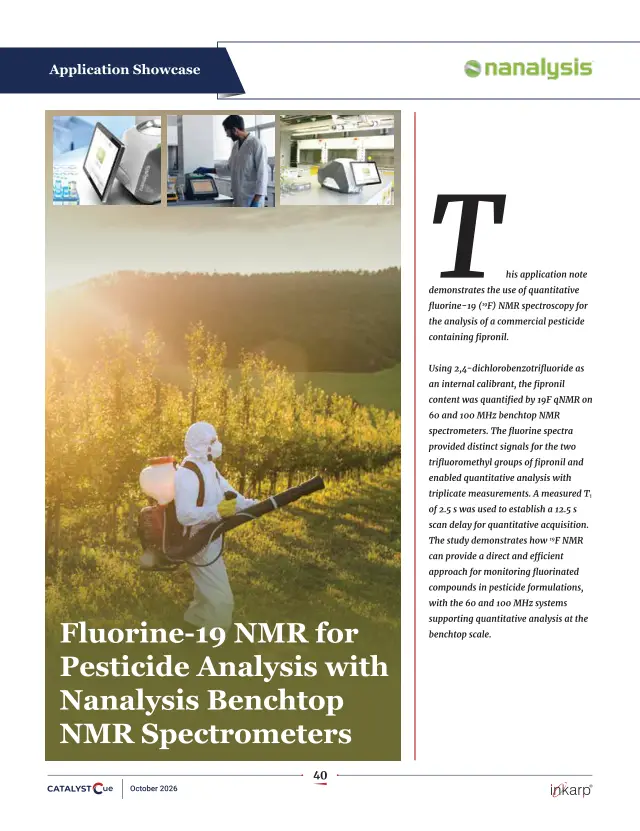 Application Showcase
nanalysis
This application note
demonstrates the use of quantitative
fluorine-19 (¹⁹F) NMR spectroscopy for
the analysis of a commercial pesticide
containing fipronil.
Using 2,4-dichlorobenzotrifluoride as
an internal calibrant, the fipronil
content was quantified by 19F qNMR on
60 and 100 MHz benchtop NMR
spectrometers. The fluorine spectra
provided distinct signals for the two
trifluoromethyl groups of fipronil and
enabled quantitative analysis with
triplicate measurements. A measured T₁
of 2.5 s was used to establish a 12.5 s
scan delay for quantitative acquisition.
The study demonstrates how ¹⁹F NMR
can provide a direct and efficient
approach for monitoring fluorinated
compounds in pesticide formulations,
with the 60 and 100 MHz systems
supporting quantitative analysis at the
benchtop scale.
Fluorine-19 NMR for
Pesticide Analysis with
Nanalysis Benchtop
NMR Spectrometers
40
CATALYST Cue
October 2026
inkarp®